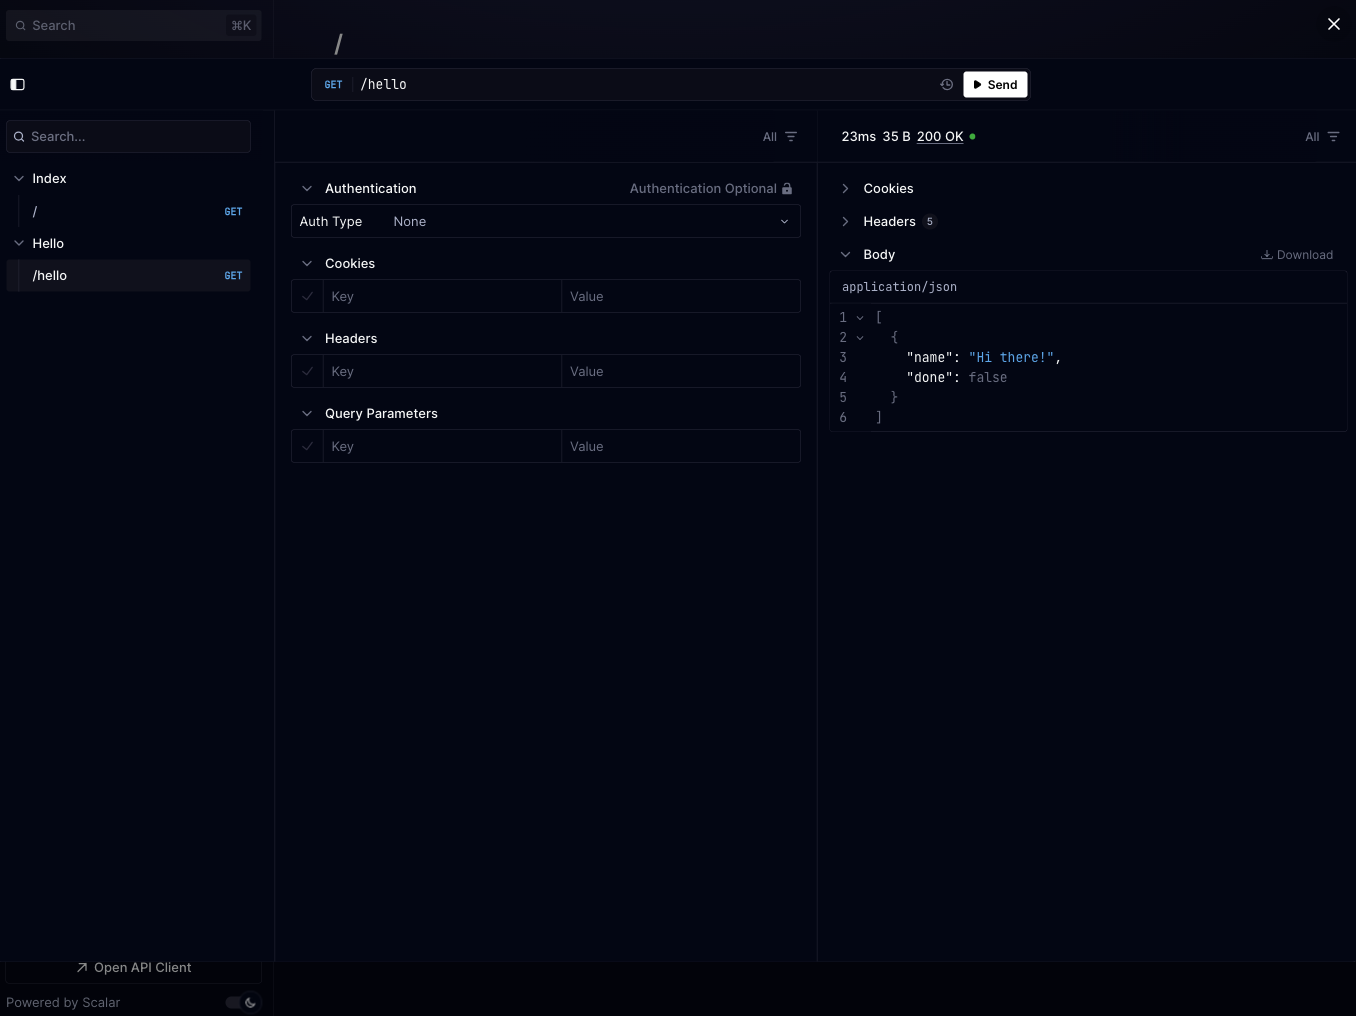 Search ⌘K
/
GET /hello Send
Search...
All
23ms 35 B 200 OK
All
Index
/ GET
Hello
/hello GET
Authentication Authentication Optional
Auth Type None
Cookies
Key Value
Headers
Key Value
Query Parameters
Key Value
Cookies
Headers 5
Body Download
application/json
1 [
2 {
3 "name": "Hi there!",
4 "done": false
5 }
6 ]
Open API Client
Powered by Scalar